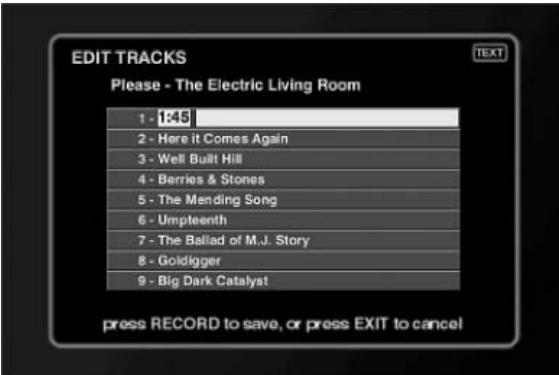 EDIT TRACKS
TEXT
Please - The Electric Living Room
1 - 1:45
2 - Here it Comes Again
3 - Well Built Hill
4 - Berries & Stones
5 - The Mending Song
6 - Umpteenth
7 - The Ballad of M.J. Story
8 - Goldigger
9 - Big Dark Catalyst
press RECORD to save, or press EXIT to cancel